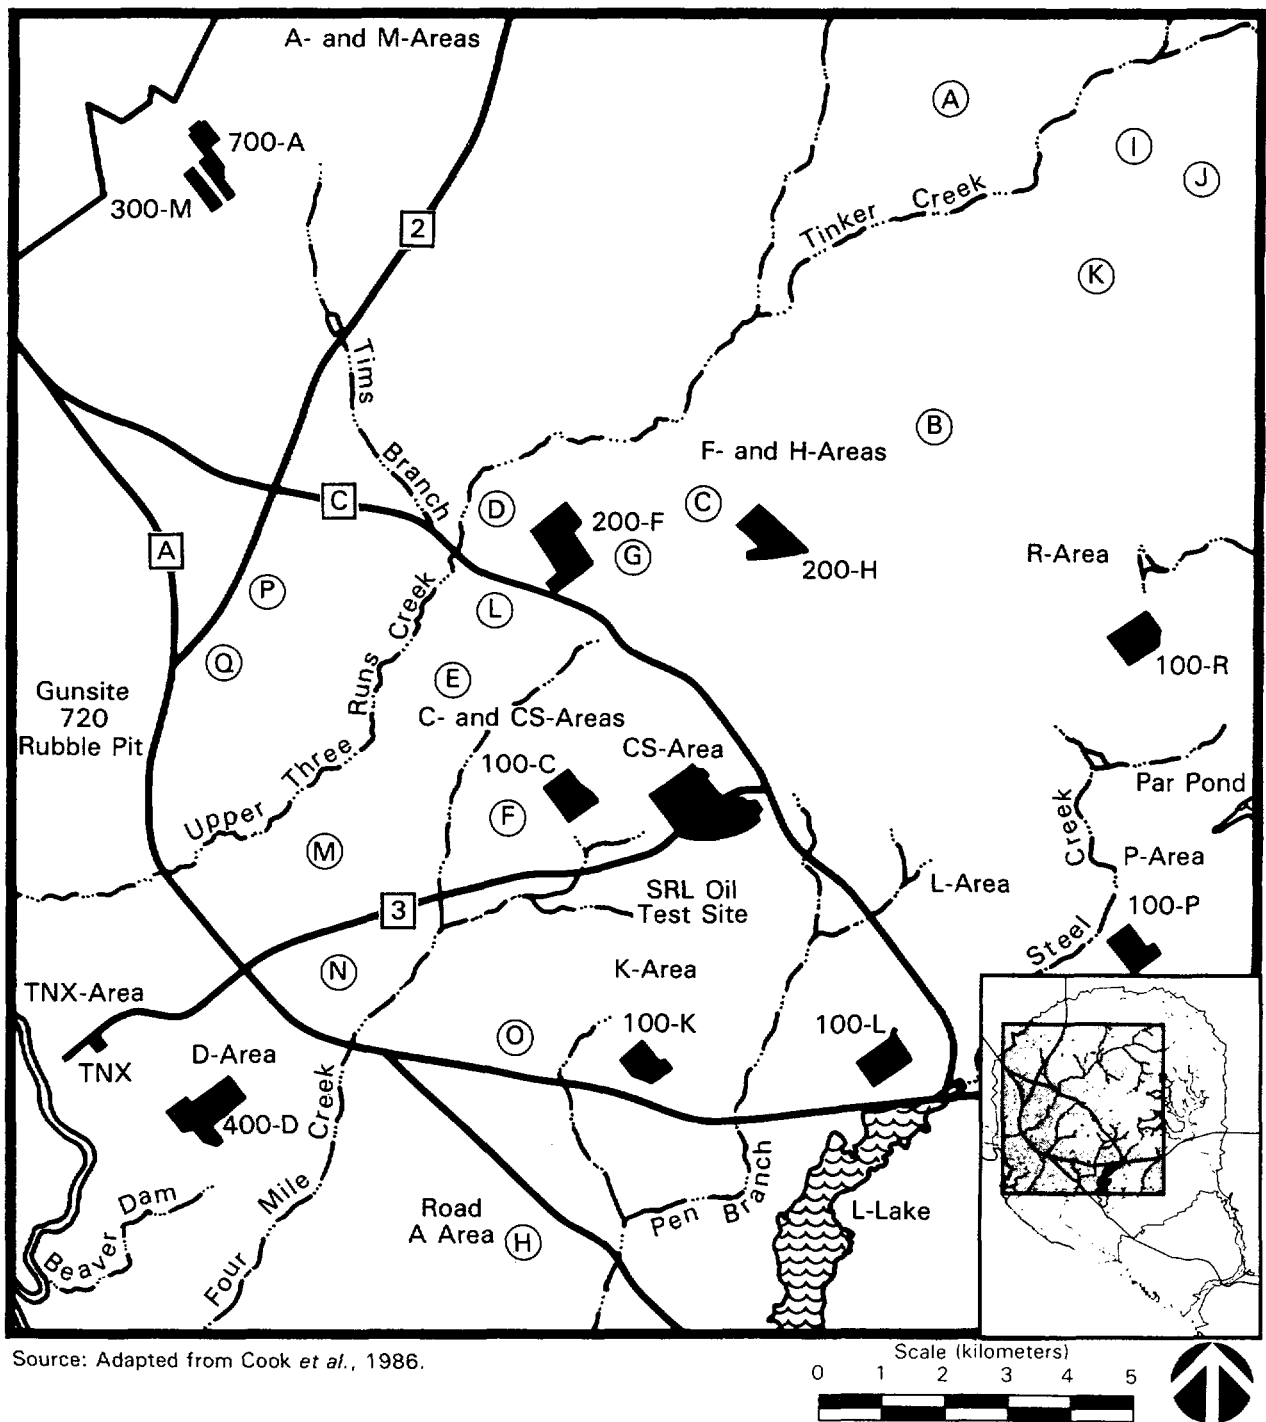 A- and M-Areas
700-A
300-M
2
A
I
J
Tinker Creek
K
Tims Branch
B
F- and H-Areas
C
D
C
200-F
G
200-H
A
R-Area
P
L
100-R
Q
E
Gunsite
720
Rubble Pit
C- and CS-Areas
CS-Area
100-C
Par Pond
Upper Three Runs Creek
F
M
P-Area
L-Area
SRL Oil
Test Site
3
100-P
Steel Creek
N
K-Area
TNX-Area
O
100-K
100-L
D-Area
TNX
400-D
Beaver Dam
Four Mile Creek
Road
A Area
H
Pen Branch
L-Lake
Source: Adapted from Cook et al., 1986.
Scale (kilometers)
0 1 2 3 4 5